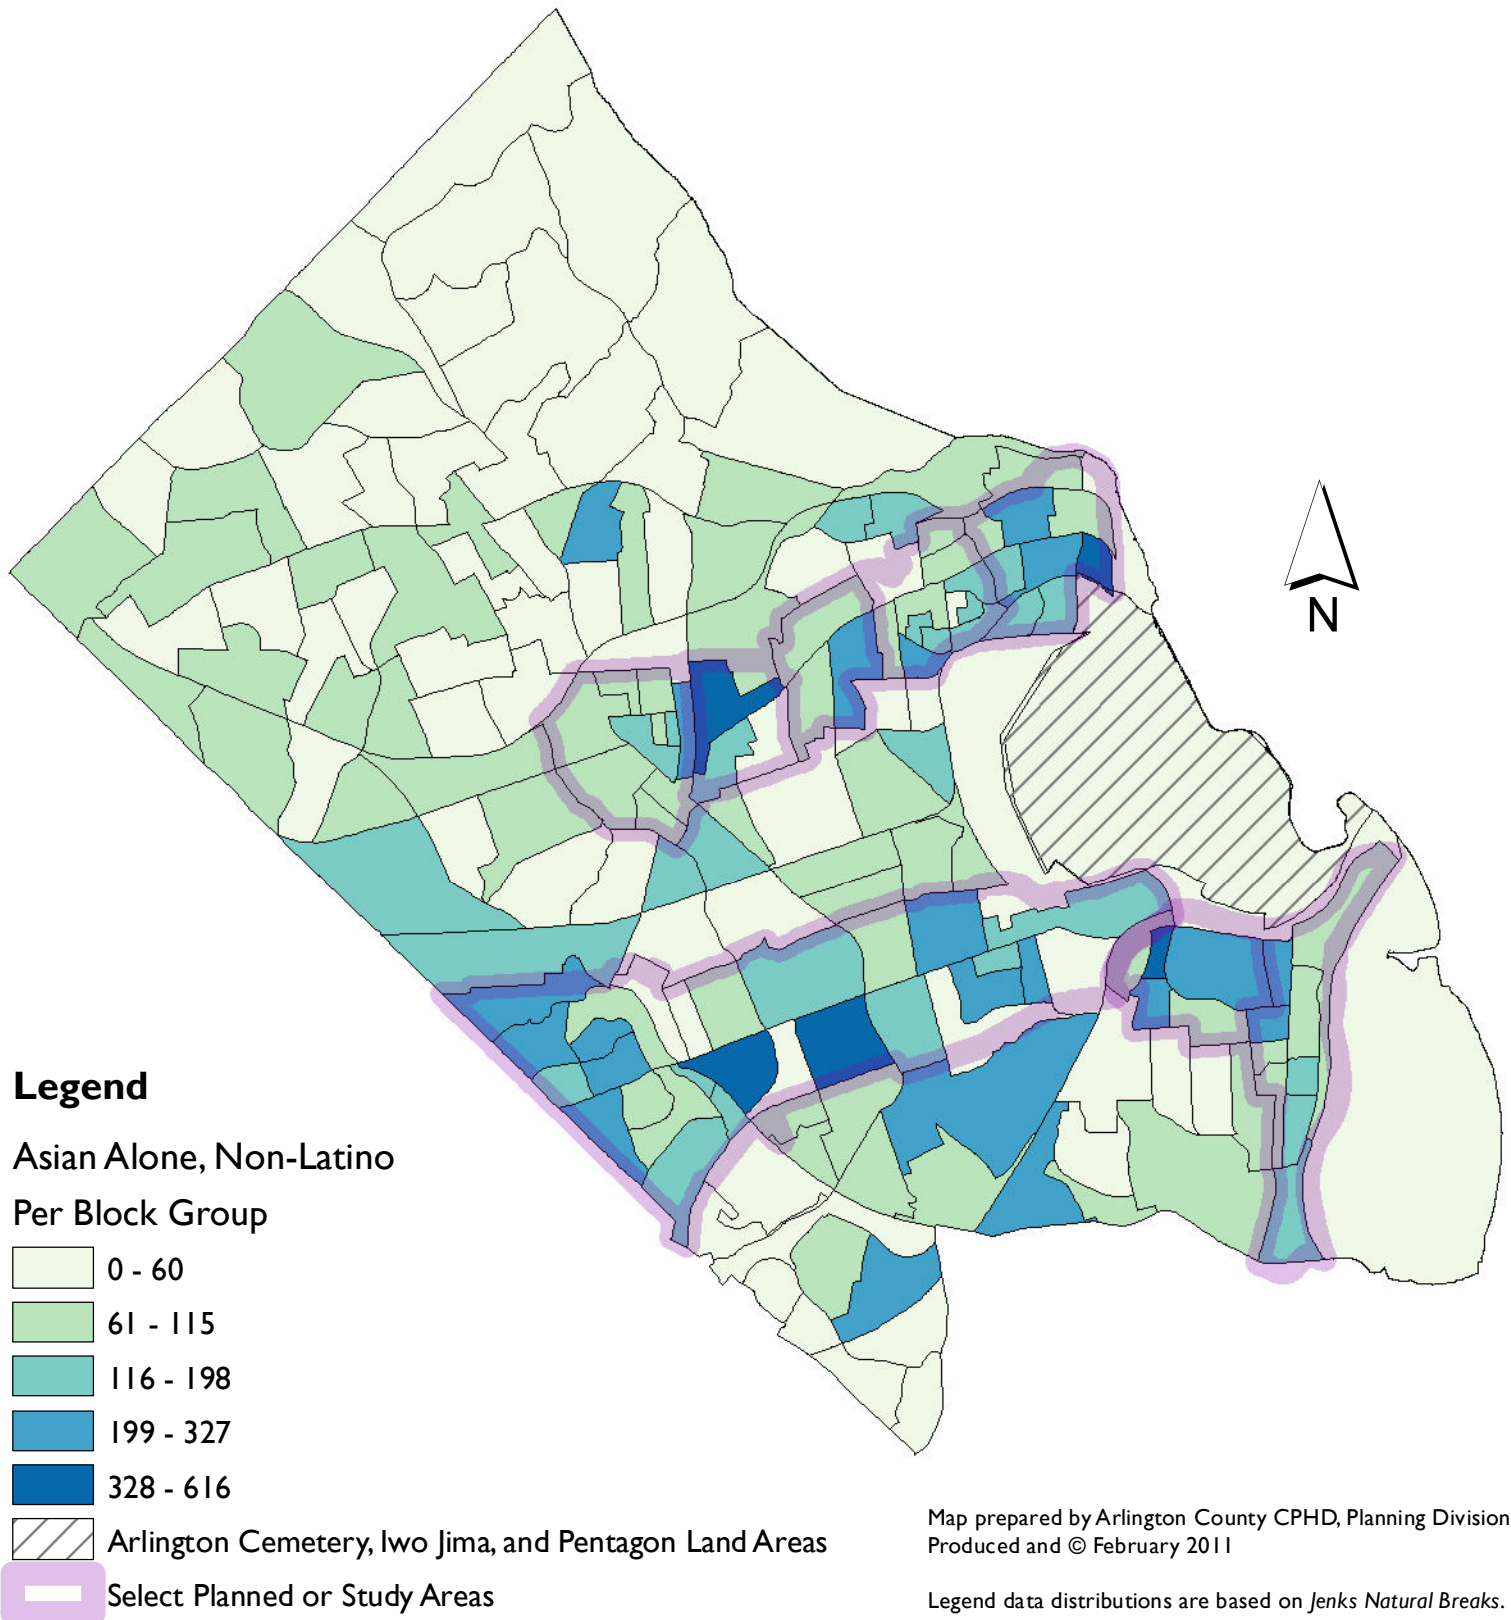 N
Legend
Asian Alone, Non-Latino
Per Block Group
0 - 60
61 - 115
116 - 198
199 - 327
328 - 616
Arlington Cemetery, Iwo Jima, and Pentagon Land Areas
Select Planned or Study Areas
Map prepared by Arlington County CPHD, Planning Division
Produced and © February 2011
Legend data distributions are based on Jenks Natural Breaks.